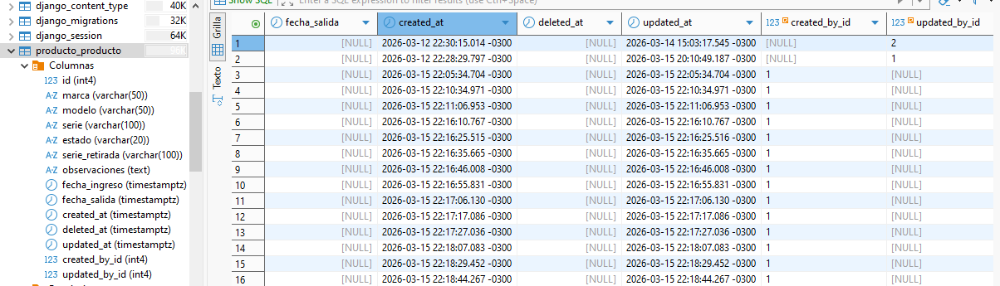 Show SQL Enter a SQL expression to filter results (use Ctrl+Space)
django_content_type 40K
django_migrations 32K
django_session 64K
producto_producto 96K
Columnas
123 id (int4)
A-Z marca (varchar(50))
A-Z modelo (varchar(50))
A-Z serie (varchar(100))
A-Z estado (varchar(20))
A-Z serie_retirada (varchar(100))
A-Z observaciones (text)
fecha_ingreso (timestamptz)
fecha_salida (timestamptz)
created_at (timestamptz)
deleted_at (timestamptz)
updated_at (timestamptz)
123 created_by_id (int4)
123 updated_by_id (int4)
Grilla
Texto
fecha_salida created_at deleted_at updated_at 123 created_by_id 123 updated_by_id
1 [NULL] 2026-03-12 22:30:15.014 -0300 [NULL] 2026-03-14 15:03:17.545 -0300 [NULL] 2
2 [NULL] 2026-03-12 22:28:29.797 -0300 [NULL] 2026-03-15 20:10:49.187 -0300 [NULL] 1
3 [NULL] 2026-03-15 22:05:34.704 -0300 [NULL] 2026-03-15 22:05:34.704 -0300 1 [NULL]
4 [NULL] 2026-03-15 22:10:34.971 -0300 [NULL] 2026-03-15 22:10:34.971 -0300 1 [NULL]
5 [NULL] 2026-03-15 22:11:06.953 -0300 [NULL] 2026-03-15 22:11:06.953 -0300 1 [NULL]
6 [NULL] 2026-03-15 22:16:10.767 -0300 [NULL] 2026-03-15 22:16:10.767 -0300 1 [NULL]
7 [NULL] 2026-03-15 22:16:25.515 -0300 [NULL] 2026-03-15 22:16:25.516 -0300 1 [NULL]
8 [NULL] 2026-03-15 22:16:35.665 -0300 [NULL] 2026-03-15 22:16:35.665 -0300 1 [NULL]
9 [NULL] 2026-03-15 22:16:46.008 -0300 [NULL] 2026-03-15 22:16:46.008 -0300 1 [NULL]
10 [NULL] 2026-03-15 22:16:55.831 -0300 [NULL] 2026-03-15 22:16:55.831 -0300 1 [NULL]
11 [NULL] 2026-03-15 22:17:06.130 -0300 [NULL] 2026-03-15 22:17:06.130 -0300 1 [NULL]
12 [NULL] 2026-03-15 22:17:17.086 -0300 [NULL] 2026-03-15 22:17:17.086 -0300 1 [NULL]
13 [NULL] 2026-03-15 22:17:27.036 -0300 [NULL] 2026-03-15 22:17:27.036 -0300 1 [NULL]
14 [NULL] 2026-03-15 22:18:07.083 -0300 [NULL] 2026-03-15 22:18:07.083 -0300 1 [NULL]
15 [NULL] 2026-03-15 22:18:29.452 -0300 [NULL] 2026-03-15 22:18:29.452 -0300 1 [NULL]
16 [NULL] 2026-03-15 22:18:44.267 -0300 [NULL] 2026-03-15 22:18:44.267 -0300 1 [NULL]